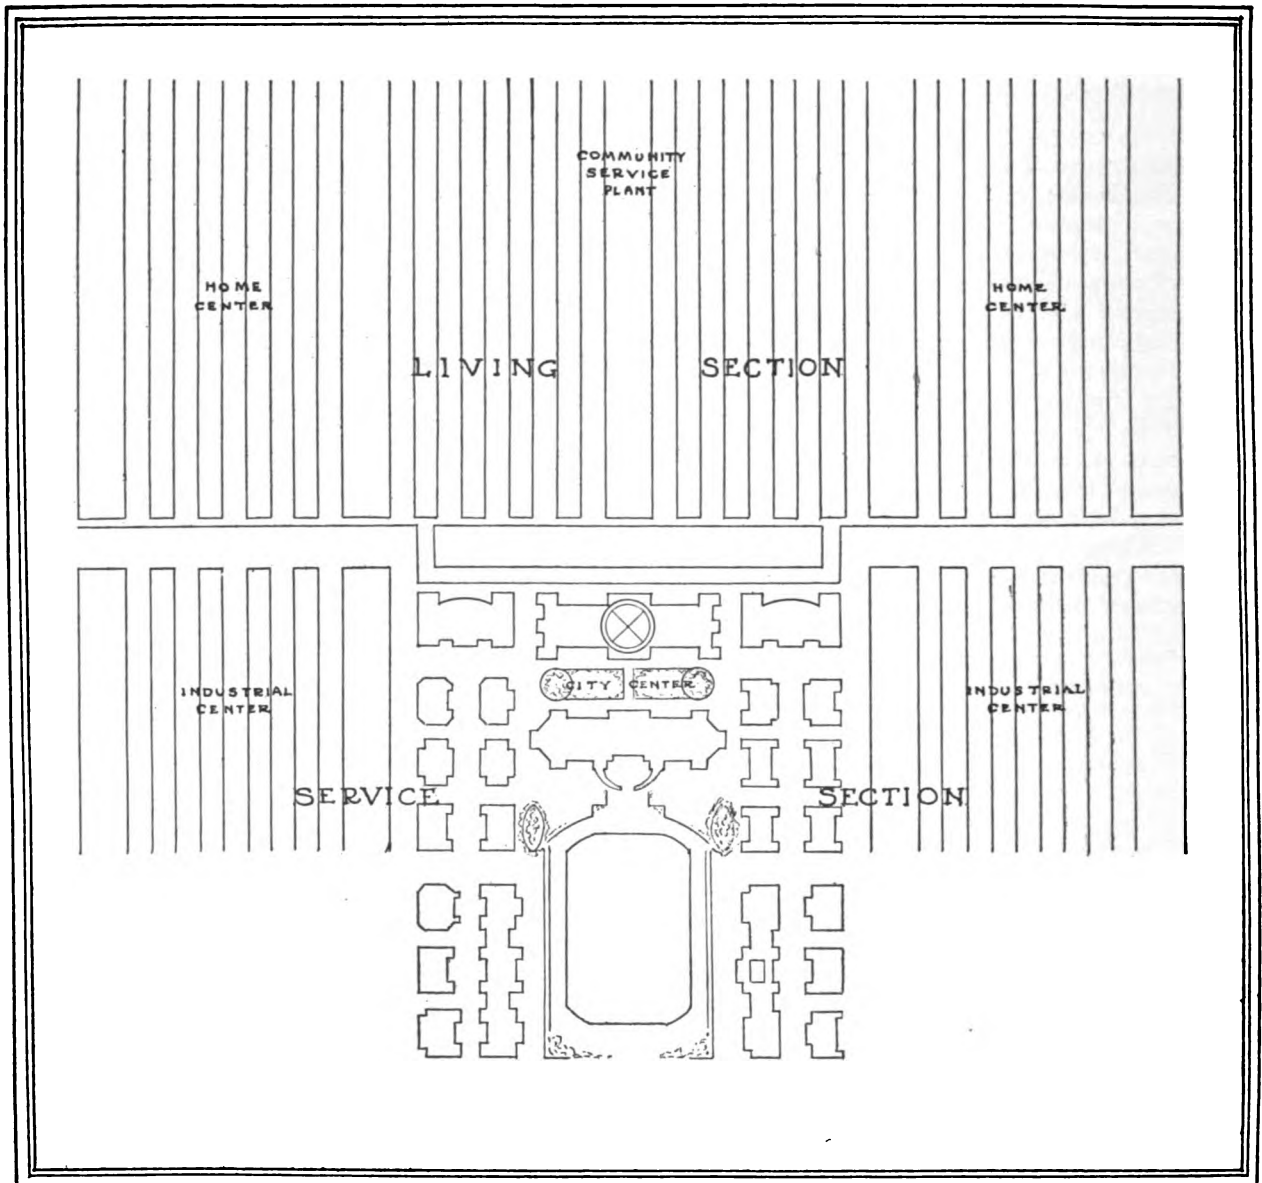 COMMUNITY
SERVICE
PLANT
HOME
CENTER
HOME
CENTER
LIVING SECTION
INDUSTRIAL
CENTER
CITY CENTER
INDUSTRIAL
CENTER
SERVICE SECTION